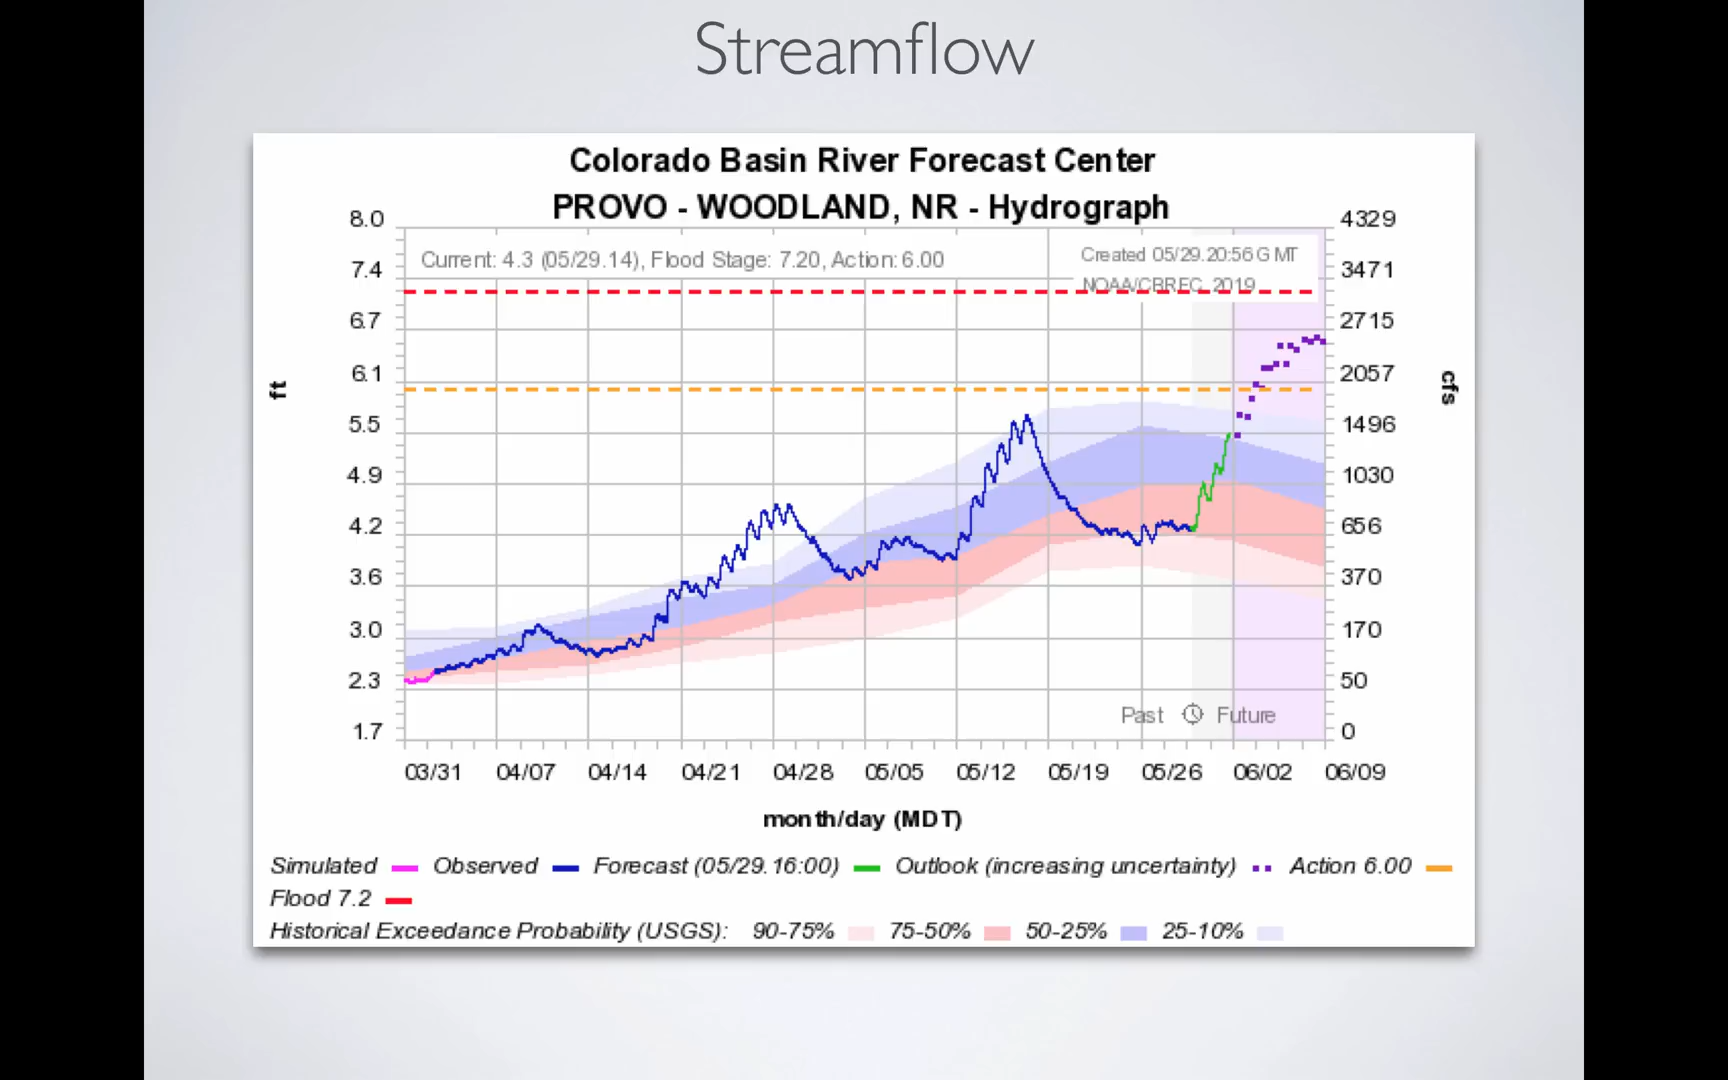 Streamflow
Colorado Basin River Forecast Center
PROVO - WOODLAND, NR - Hydrograph
8.0
4329
Current: 4.3 (05/29.14), Flood Stage: 7.20, Action: 6.00
Created 05/29.20:56 GMT
7.4
3471
NOAA/CBRFC, 2019
6.7
2715
6.1
2057
ft
cfs
5.5
1496
4.9
1030
4.2
656
3.6
370
3.0
170
2.3
50
Past Future
1.7
0
03/31 04/07 04/14 04/21 04/28 05/05 05/12 05/19 05/26 06/02 06/09
month/day (MDT)
Simulated Observed Forecast (05/29.16:00) Outlook (increasing uncertainty) Action 6.00
Flood 7.2
Historical Exceedance Probability (USGS): 90-75% 75-50% 50-25% 25-10%